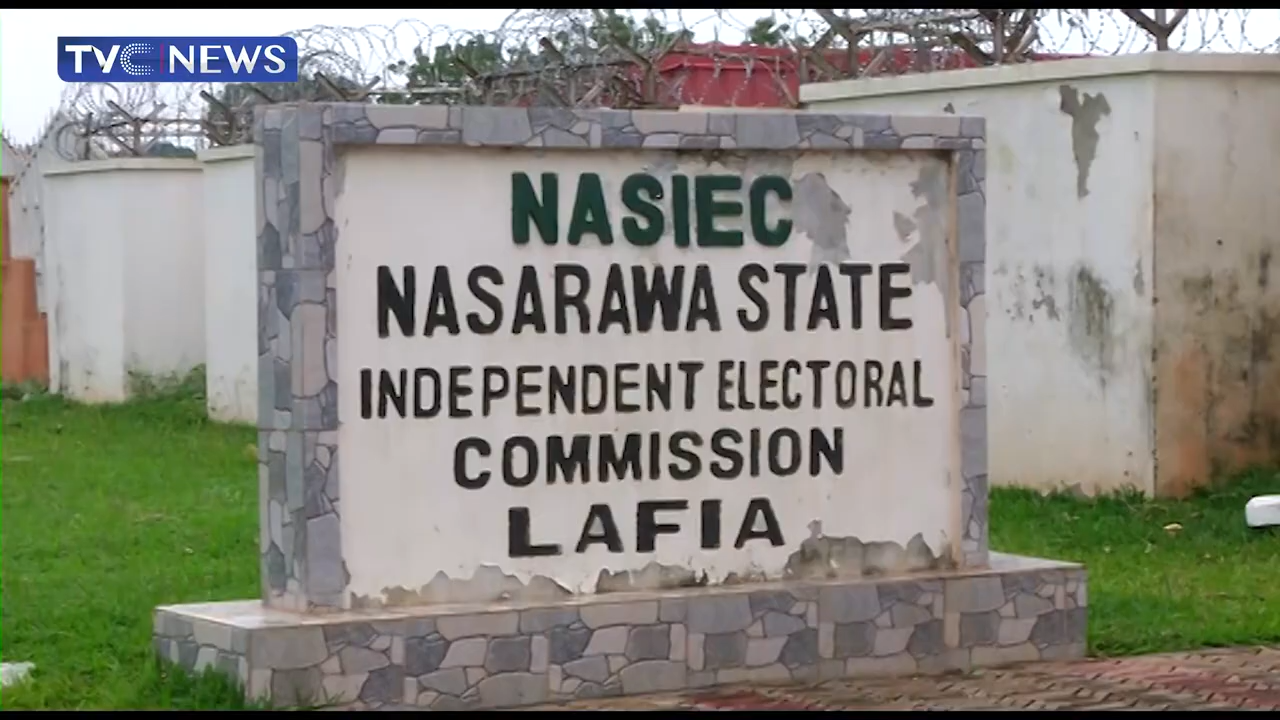 TVC NEWS
NASIEC
NASARAWA STATE
INDEPENDENT ELECTORAL
COMMISSION
LAFIA